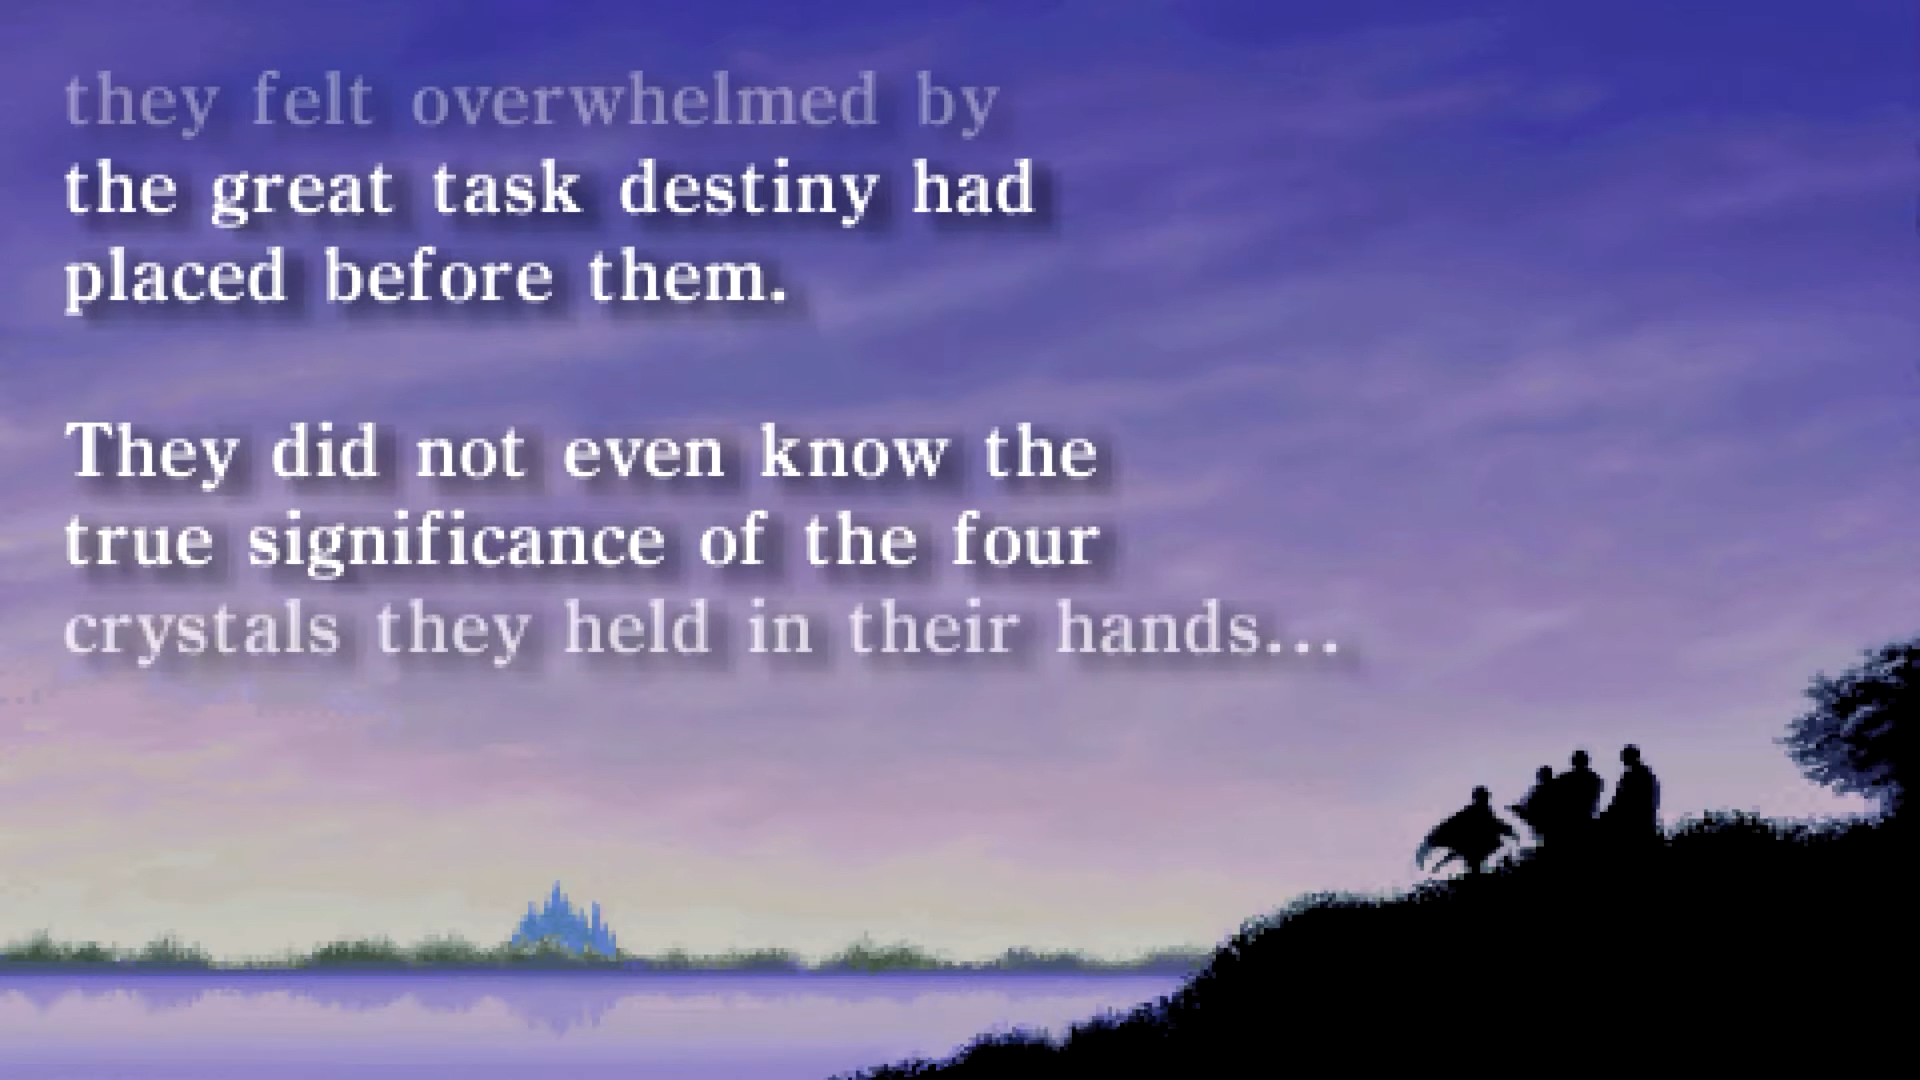 they felt overwhelmed by
the great task destiny had
placed before them.
They did not even know the
true significance of the four
crystals they held in their hands...